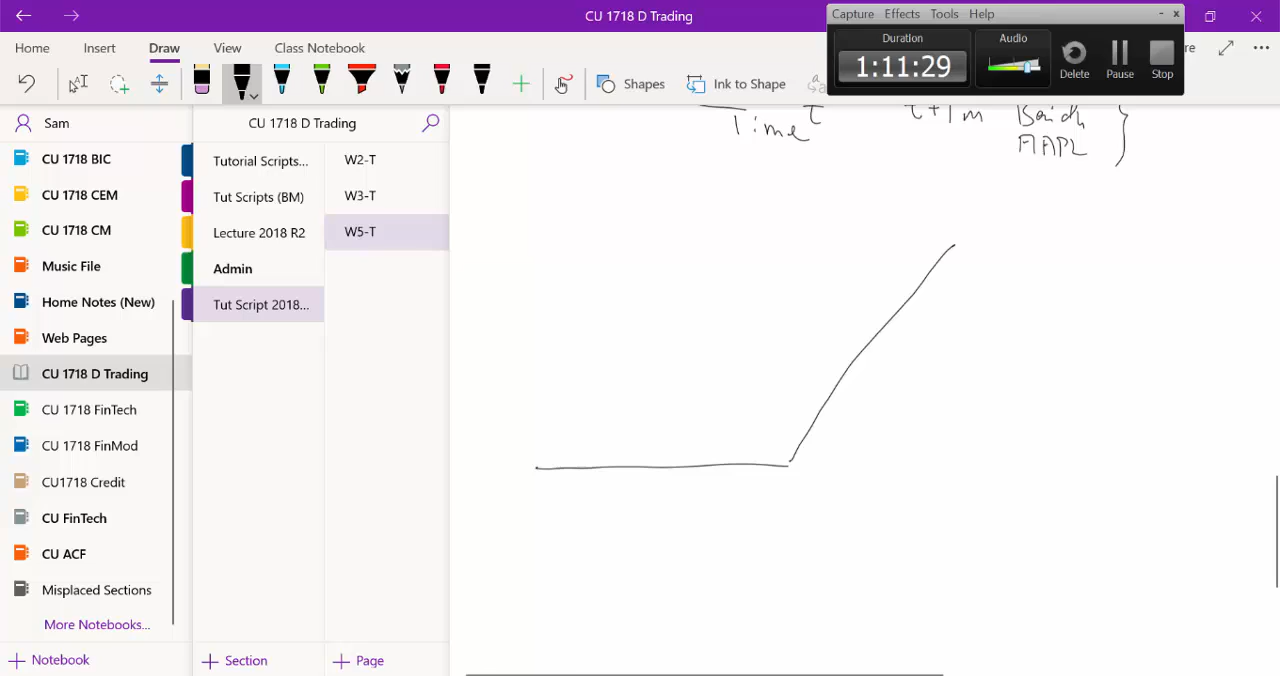 CU 1718 D Trading
Capture Effects Tools Help
Duration
1:11:29
Audio
Delete
Pause
Stop
Home
Insert
Draw
View
Class Notebook
re
Shapes
Ink to Shape
Sam
CU 1718 BIC
CU 1718 CEM
CU 1718 CM
Music File
Home Notes (New)
Web Pages
CU 1718 D Trading
CU 1718 FinTech
CU 1718 FinMod
CU1718 Credit
CU FinTech
CU ACF
Misplaced Sections
More Notebooks...
Notebook
CU 1718 D Trading
Tutorial Scripts...
Tut Scripts (BM)
Lecture 2018 R2
Admin
Tut Script 2018...
Section
W2-T
W3-T
W5-T
Page
Time t
t+1m
AAPL